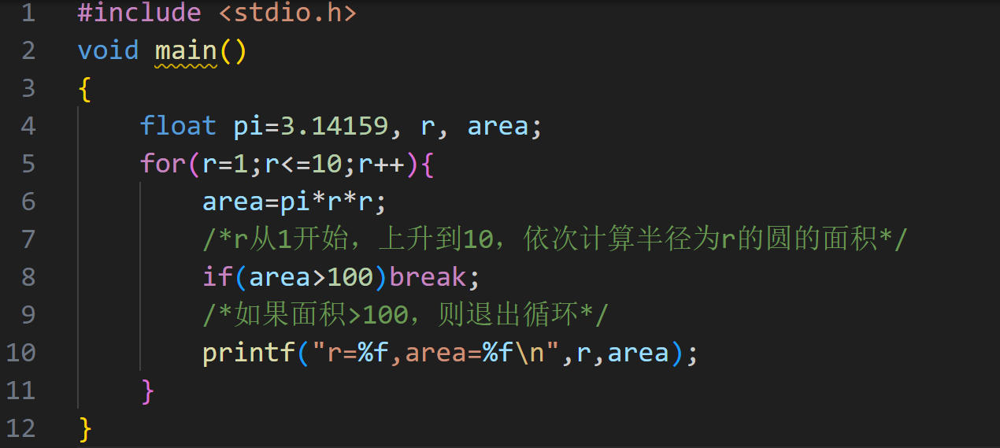 1 #include <stdio.h>
2 void main()
3 {
4     float pi=3.14159, r, area;
5     for(r=1;r<=10;r++){
6         area=pi*r*r;
7         /*r从1开始，上升到10，依次计算半径为r的圆的面积*/
8         if(area>100)break;
9         /*如果面积>100，则退出循环*/
10         printf("r=%f,area=%f\n",r,area);
11     }
12 }